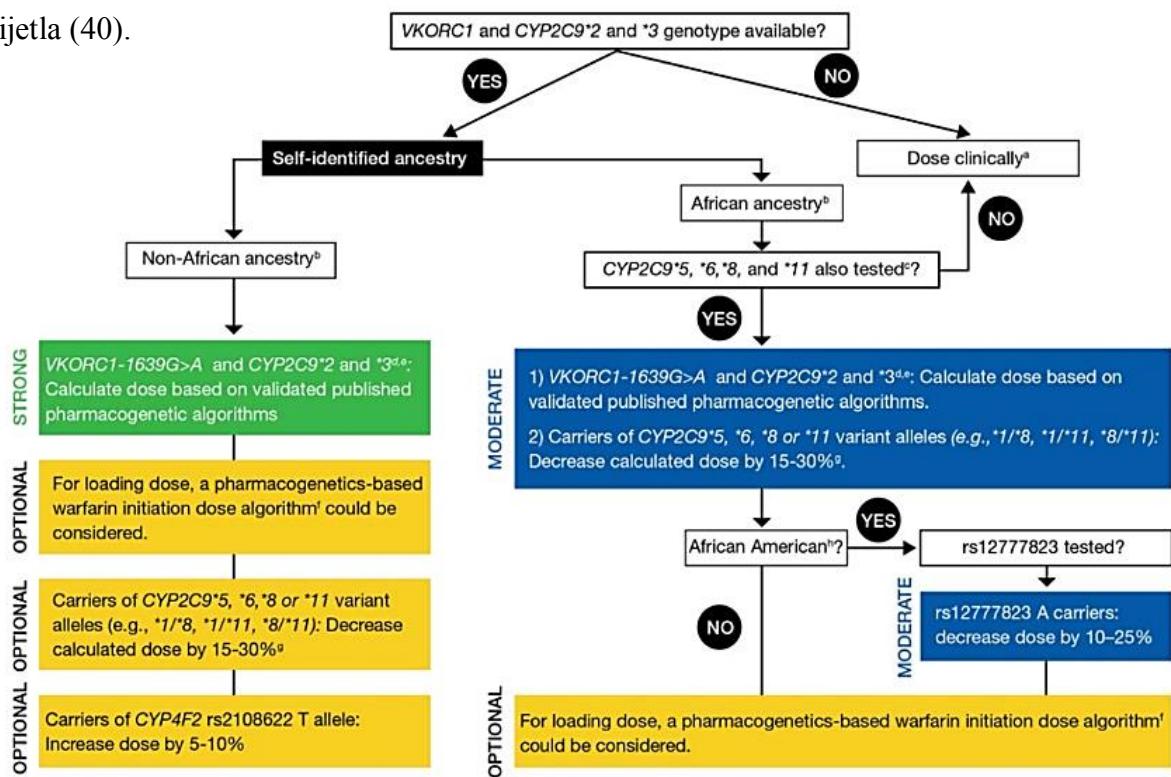 ijetla (40).
VKORC1 and CYP2C9*2 and *3 genotype available?
YES
NO
Self-identified ancestry
Dose clinicallyᵃ
African ancestryᵇ
NO
Non-African ancestryᵇ
CYP2C9*5, *6,*8, and *11 also testedᶜ?
YES
STRONG
VKORC1-1639G>A and CYP2C9*2 and *3ᵈ,ᵉ:
Calculate dose based on validated published
pharmacogenetic algorithms
MODERATE
1) VKORC1-1639G>A and CYP2C9*2 and *3ᵈ,ᵉ: Calculate dose based on
validated published pharmacogenetic algorithms.
2) Carriers of CYP2C9*5, *6, *8 or *11 variant alleles (e.g.,*1/*8, *1/*11, *8/*11):
Decrease calculated dose by 15-30%ᵍ.
OPTIONAL
For loading dose, a pharmacogenetics-based
warfarin initiation dose algorithmᶠ could be
considered.
African Americanʰ?
YES
rs12777823 tested?
OPTIONAL
Carriers of CYP2C9*5, *6,*8 or *11 variant
alleles (e.g., *1/*8, *1/*11, *8/*11): Decrease
calculated dose by 15-30%ᵍ
NO
MODERATE
rs12777823 A carriers:
decrease dose by 10–25%
OPTIONAL
Carriers of CYP4F2 rs2108622 T allele:
Increase dose by 5-10%
OPTIONAL
For loading dose, a pharmacogenetics-based warfarin initiation dose algorithmᶠ
could be considered.